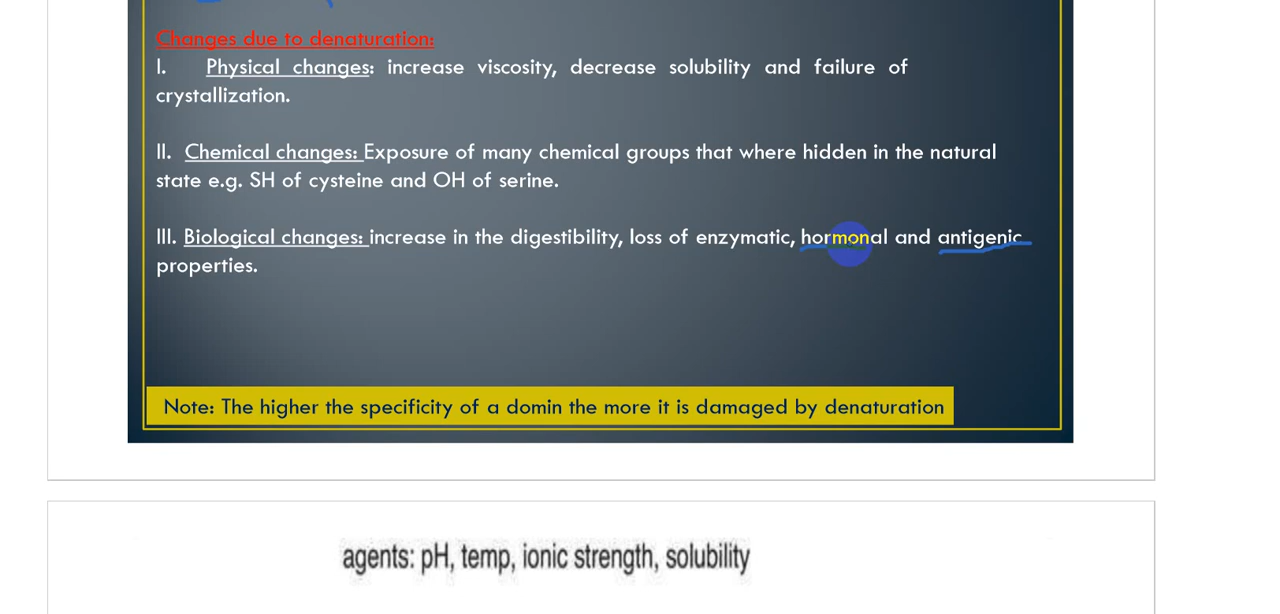 Changes due to denaturation:
I. Physical changes: increase viscosity, decrease solubility and failure of
crystallization.
II. Chemical changes: Exposure of many chemical groups that where hidden in the natural
state e.g. SH of cysteine and OH of serine.
III. Biological changes: increase in the digestibility, loss of enzymatic, hormonal and antigenic
properties.
Note: The higher the specificity of a domin the more it is damaged by denaturation
agents: pH, temp, ionic strength, solubility